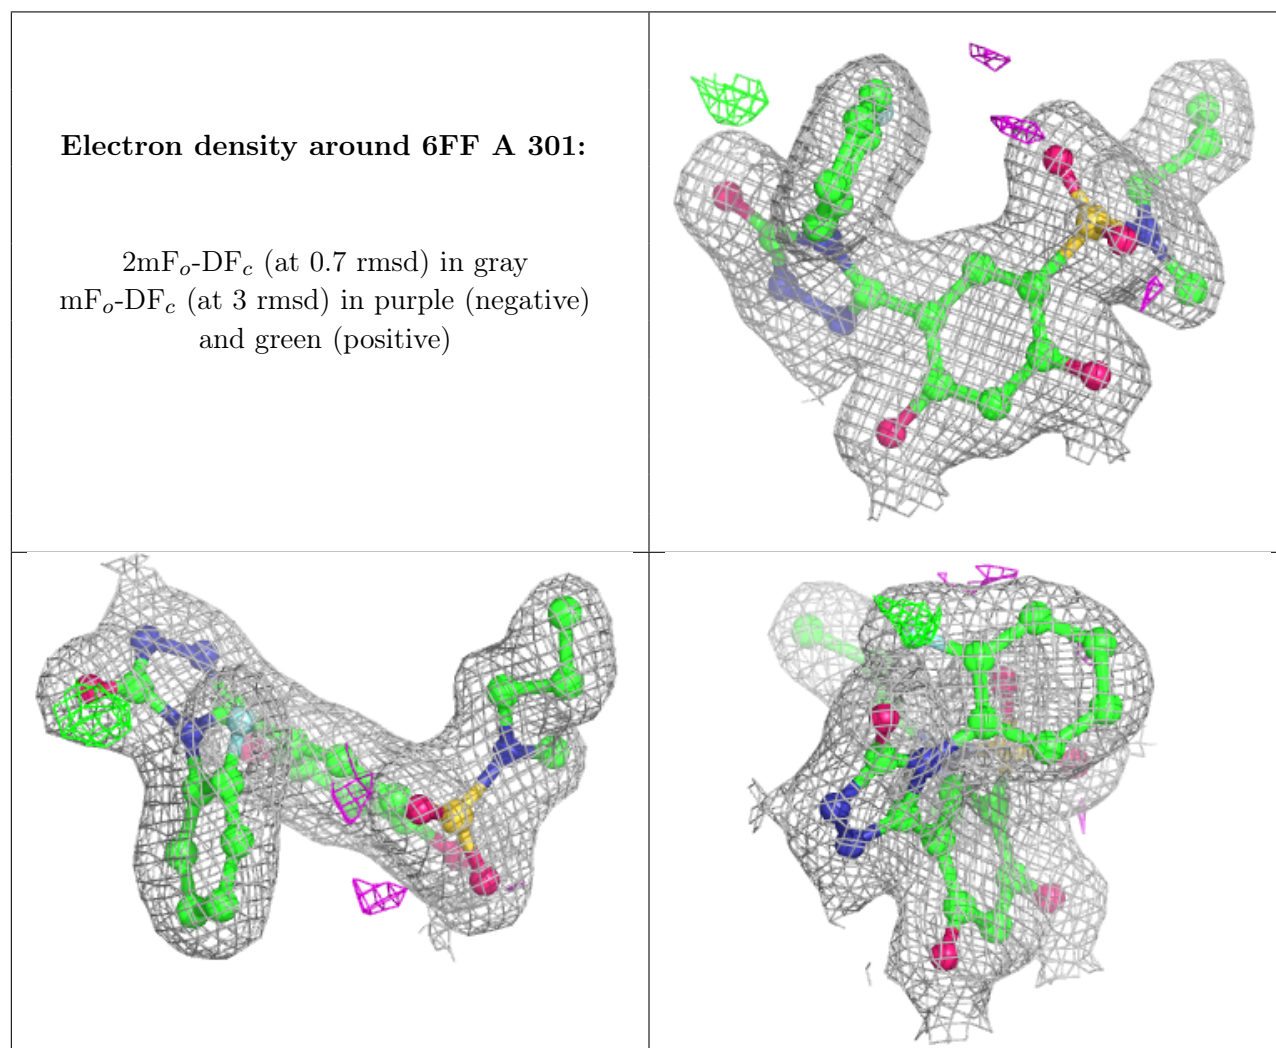 Electron density around 6FF A 301:
2mFo-DFc (at 0.7 rmsd) in gray
mFo-DFc (at 3 rmsd) in purple (negative)
and green (positive)